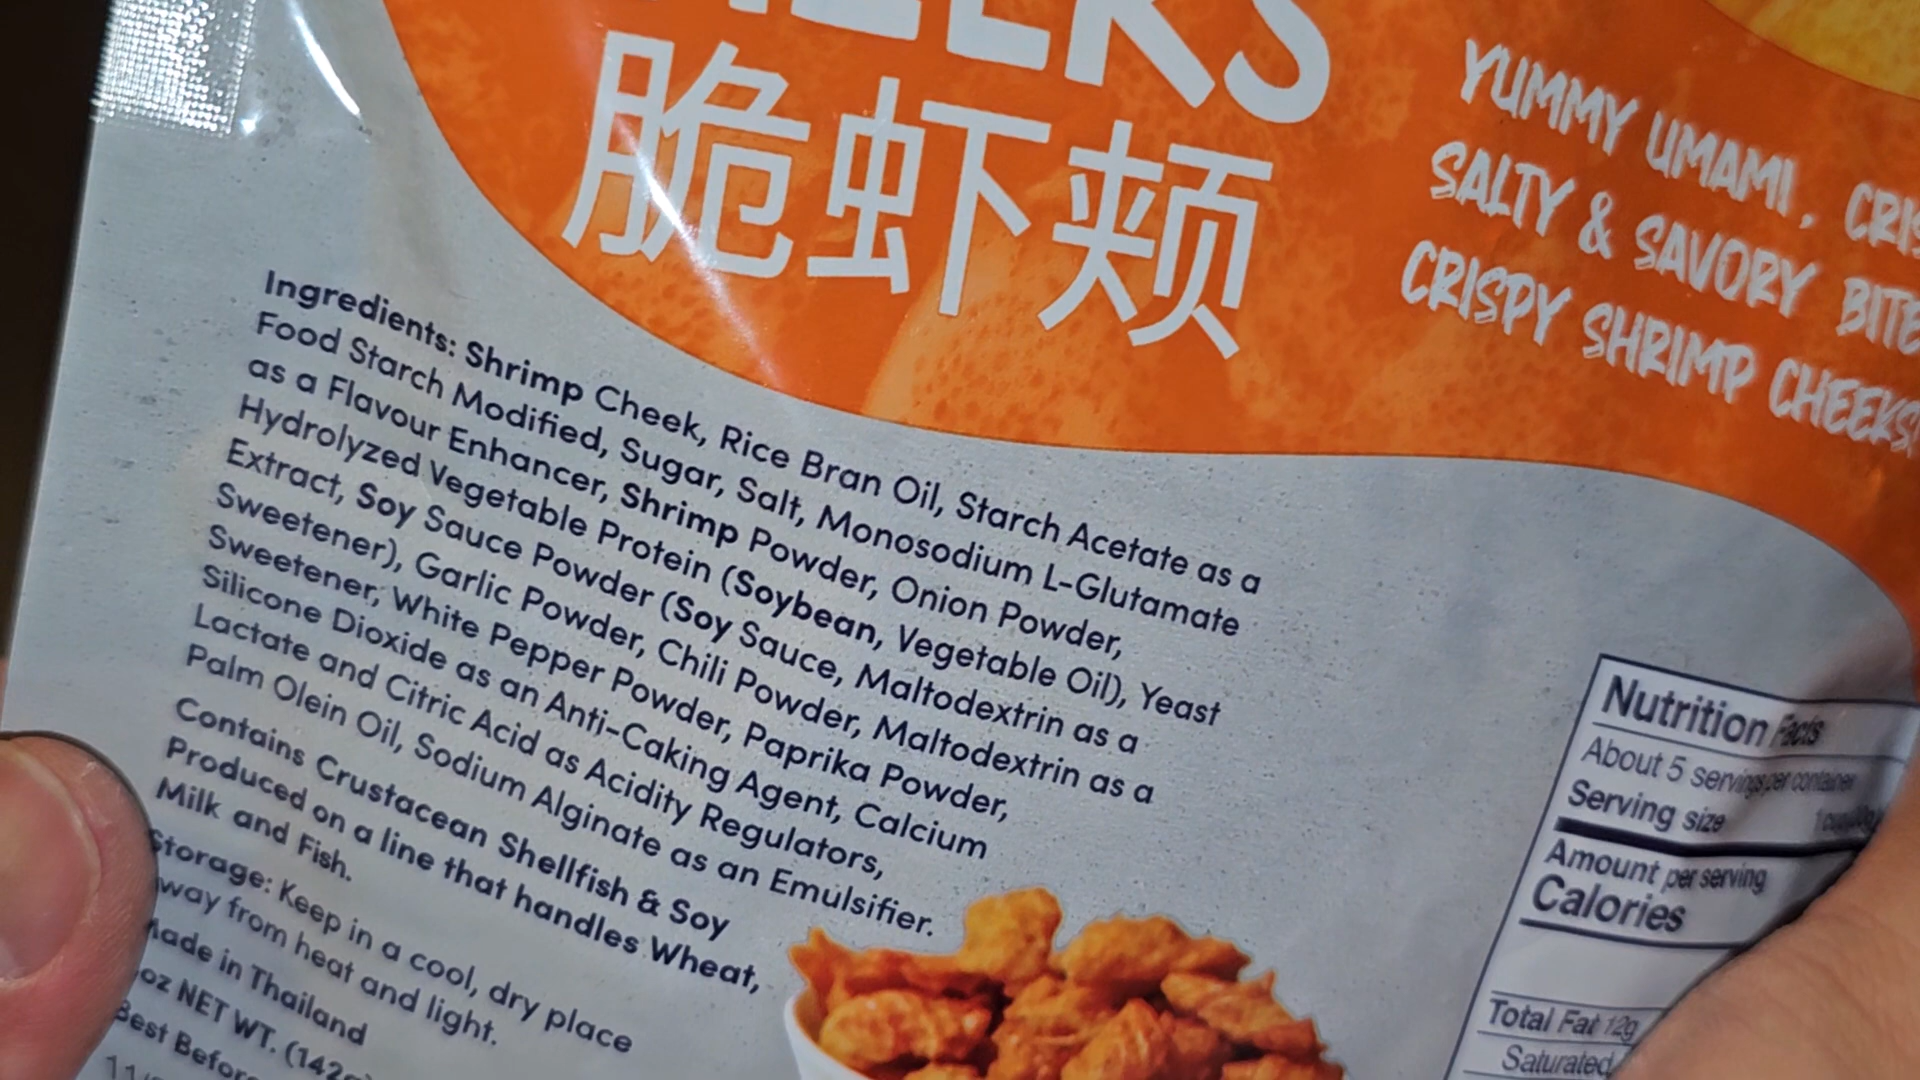 脆虾颊
YUMMY UMAMI,
SALTY & SAVORY
CRISPY SHRIMP CHEEKS!
Ingredients: Shrimp Cheek, Rice Bran Oil, Starch Acetate as a
Food Starch Modified, Sugar, Salt, Monosodium L-Glutamate
as a Flavour Enhancer, Shrimp Powder, Onion Powder,
Hydrolyzed Vegetable Protein (Soybean, Vegetable Oil), Yeast
Extract, Soy Sauce Powder (Soy Sauce, Maltodextrin as a
Sweetener), Garlic Powder, Chili Powder, Maltodextrin as a
Sweetener, White Pepper Powder, Paprika Powder,
Silicone Dioxide as an Anti-Caking Agent, Calcium
Lactate and Citric Acid as Acidity Regulators,
Palm Olein Oil, Sodium Alginate as an Emulsifier.
Contains Crustacean Shellfish & Soy
Produced on a line that handles Wheat,
Milk and Fish.
Storage: Keep in a cool, dry place
away from heat and light.
Made in Thailand
oz NET WT. (142g)
Best Before
Nutrition Facts
About 5 servings per container
Serving size
Amount per serving
Calories
Total Fat 12g
Saturated